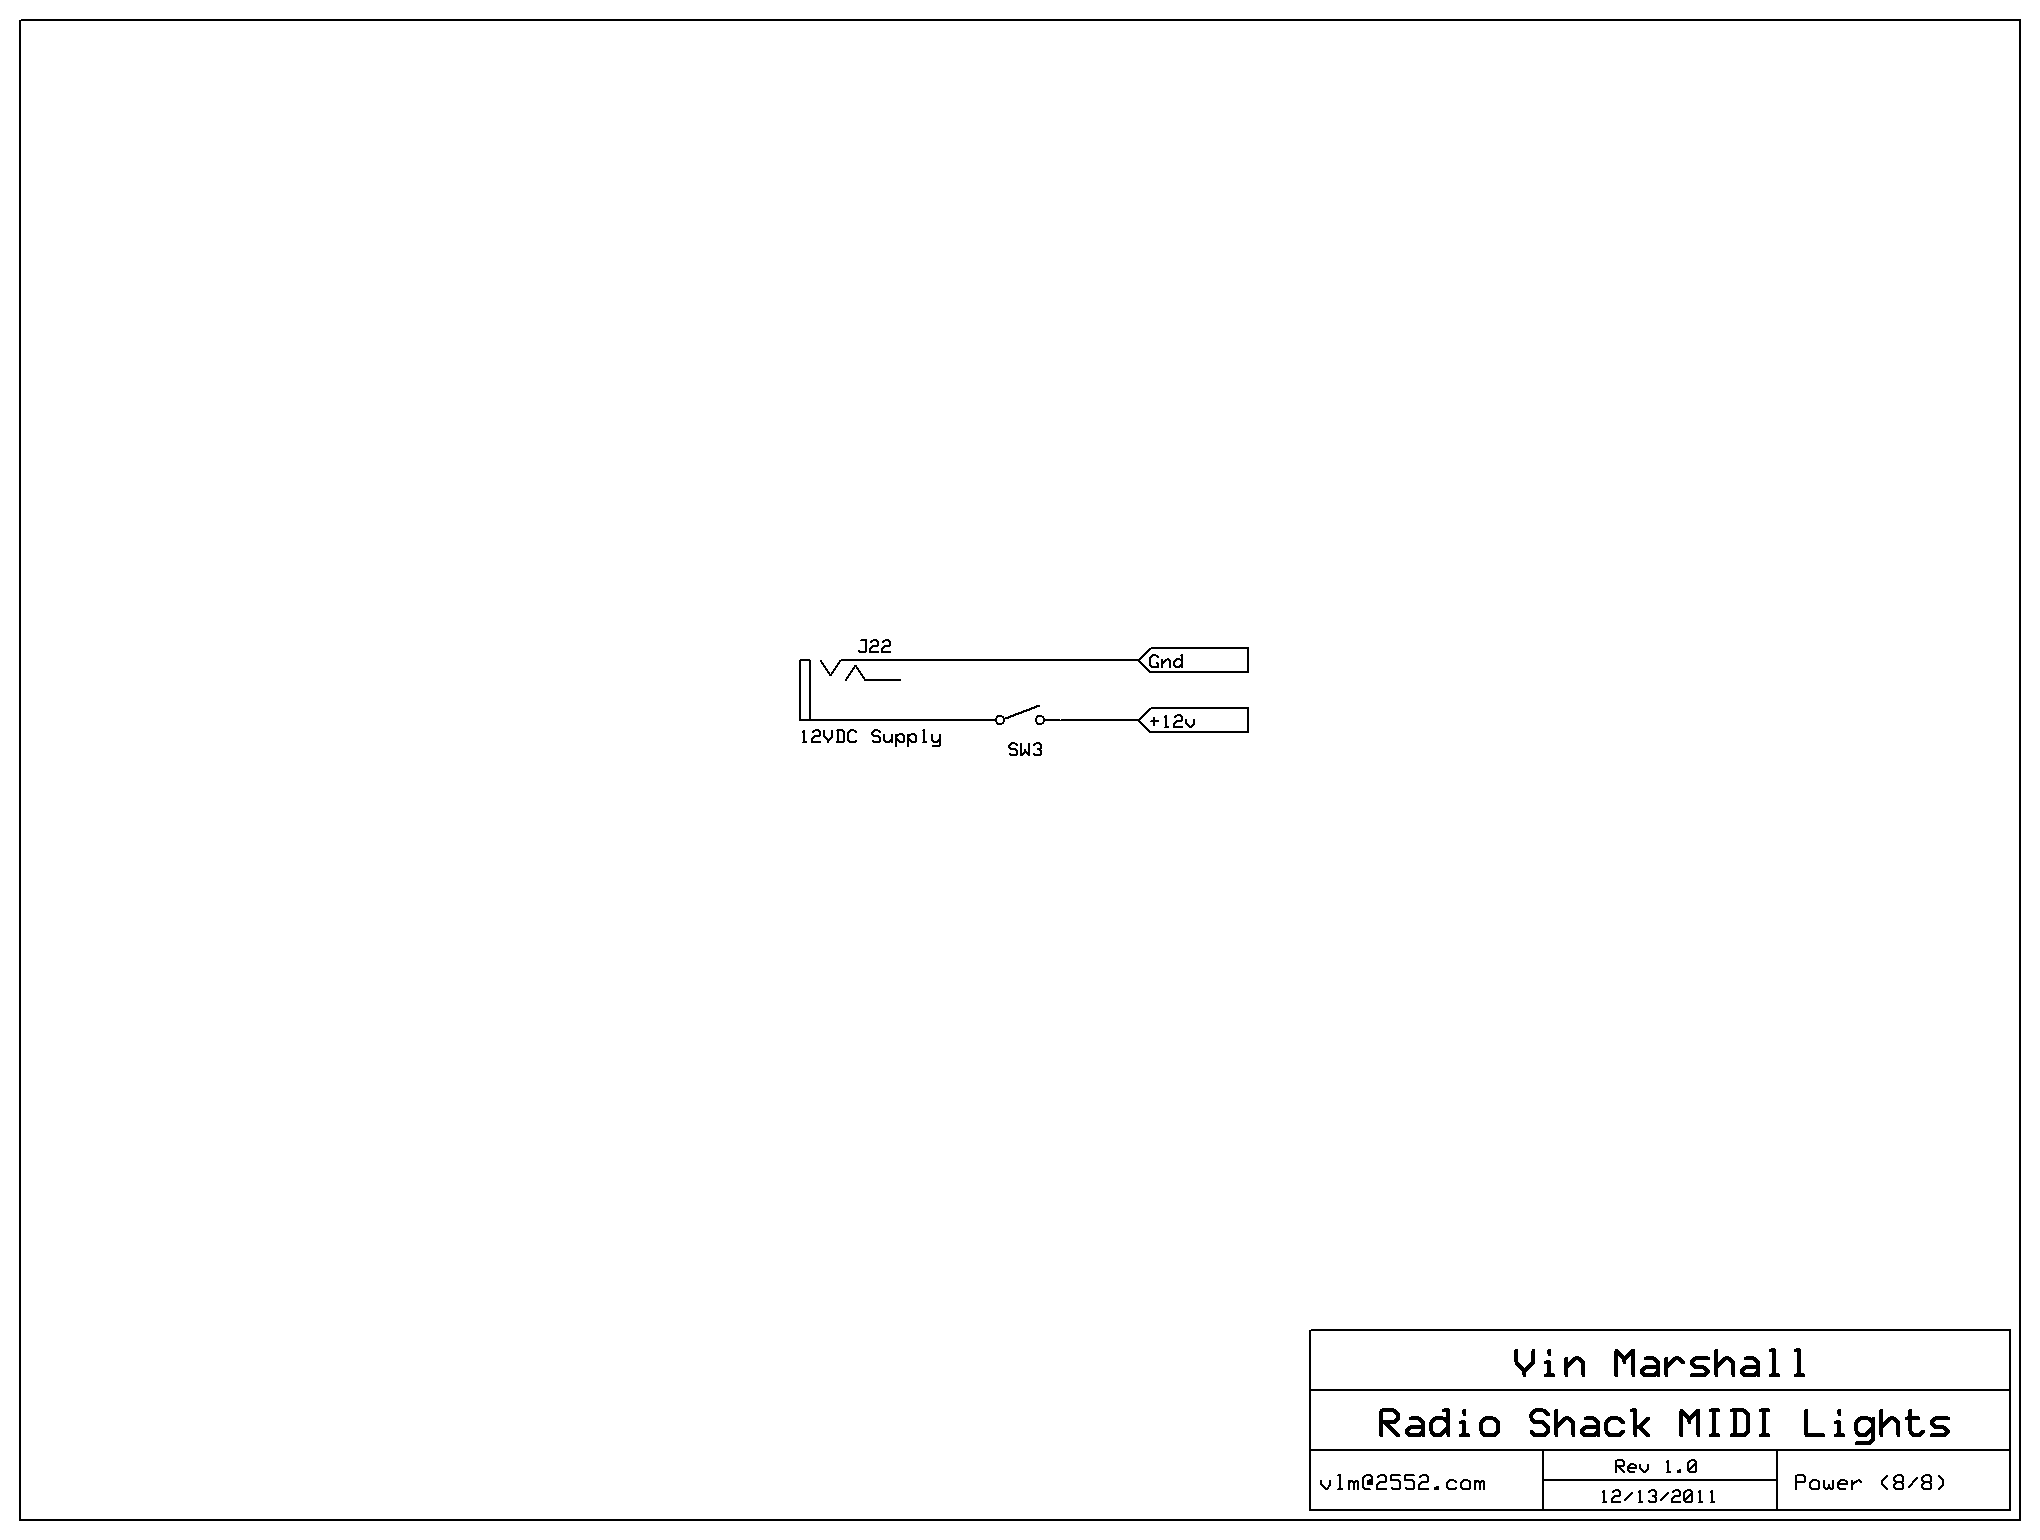 J22
Gnd
+12v
12VDC Supply
SW3
Vin Marshall
Radio Shack MIDI Lights
vlm@2552.com
Rev 1.0
12/13/2011
Power (8/8)